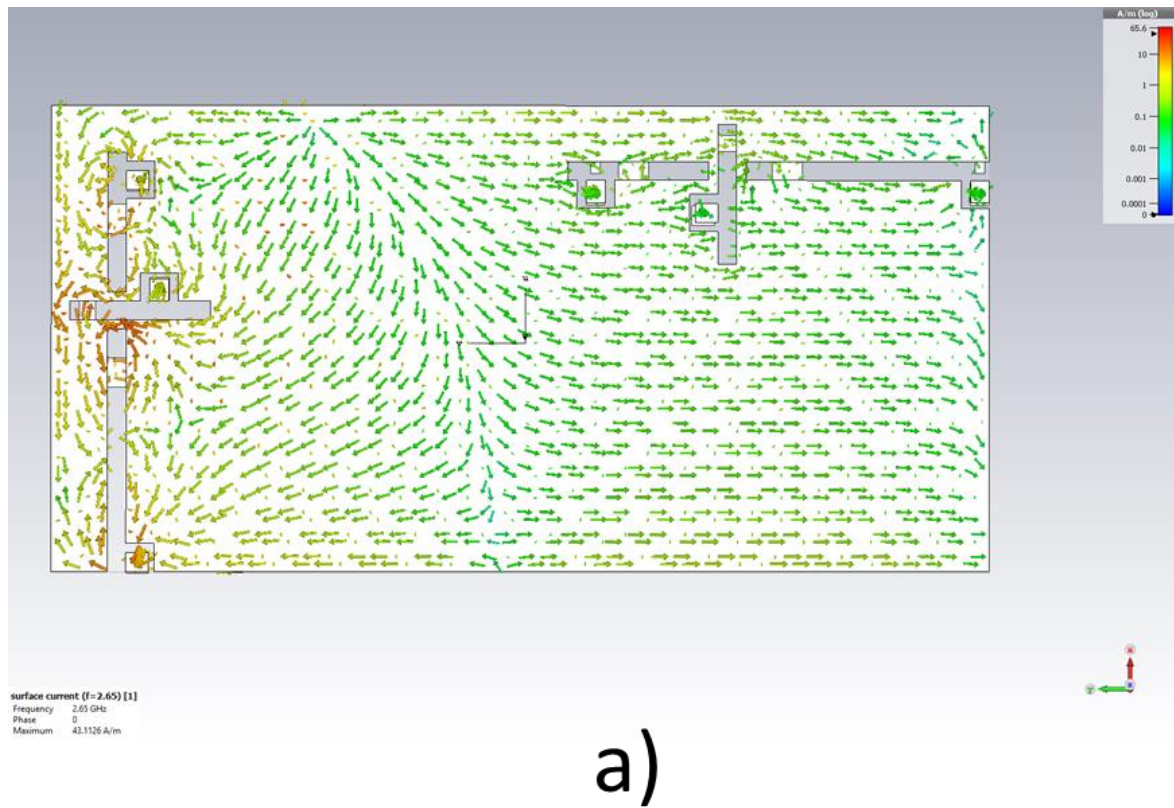 A/m (log)
65.6
10
1
0.1
0.01
0.001
0.0001
0
x
y
surface current (f=2.65) [1]
Frequency 2.65 GHz
Phase 0
Maximum 43.1126 A/m
a)